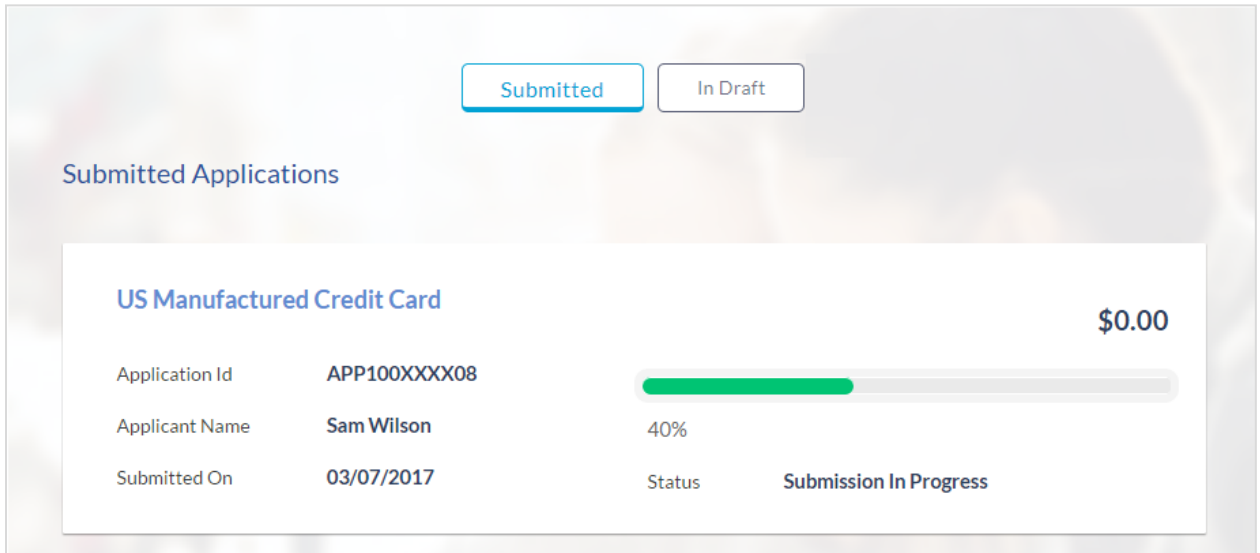 Submitted In Draft
Submitted Applications
US Manufactured Credit Card
$0.00
Application Id APP100XXXX08
Applicant Name Sam Wilson
40%
Submitted On 03/07/2017
Status Submission In Progress